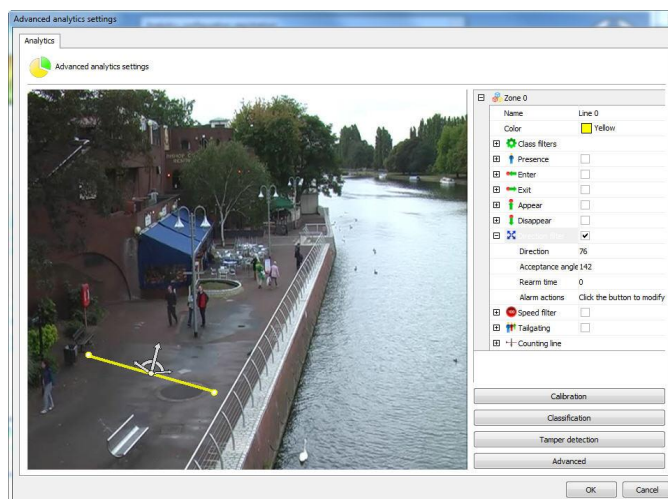 Advanced analytics settings
Analytics
Advanced analytics settings
Zone 0
Name Line 0
Color Yellow
Class filters
Presence
Enter
Exit
Appear
Disappear
Direction 76
Acceptance angle 142
Rearm time 0
Alarm actions Click the button to modify
Speed filter
Tailgating
Counting line
Calibration
Classification
Tamper detection
Advanced
OK Cancel